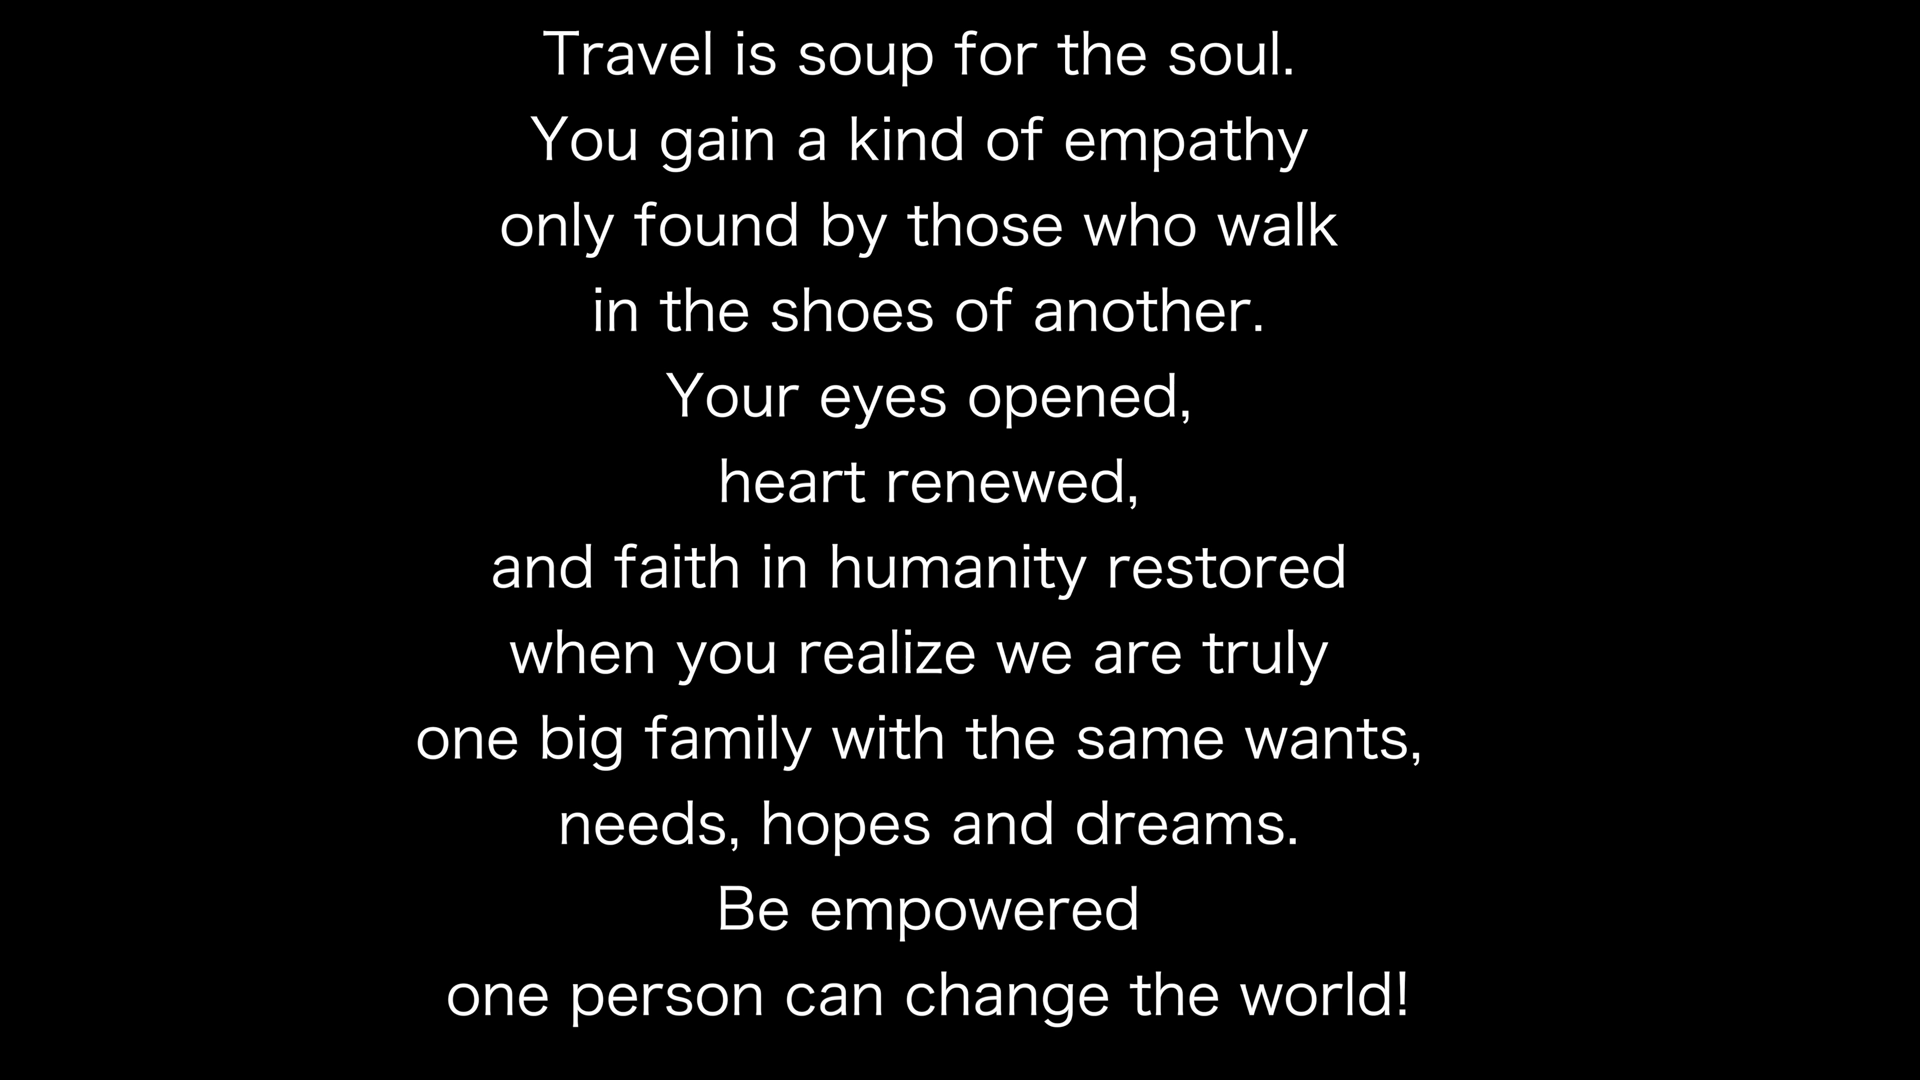 Travel is soup for the soul.
You gain a kind of empathy
only found by those who walk
in the shoes of another.
Your eyes opened,
heart renewed,
and faith in humanity restored
when you realize we are truly
one big family with the same wants,
needs, hopes and dreams.
Be empowered
one person can change the world!